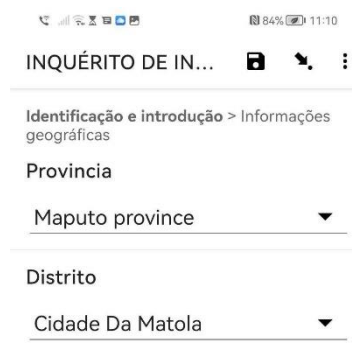 84% 11:10
INQUÉRITO DE IN...
Identificação e introdução > Informações
geográficas
Provincia
Maputo province
Distrito
Cidade Da Matola